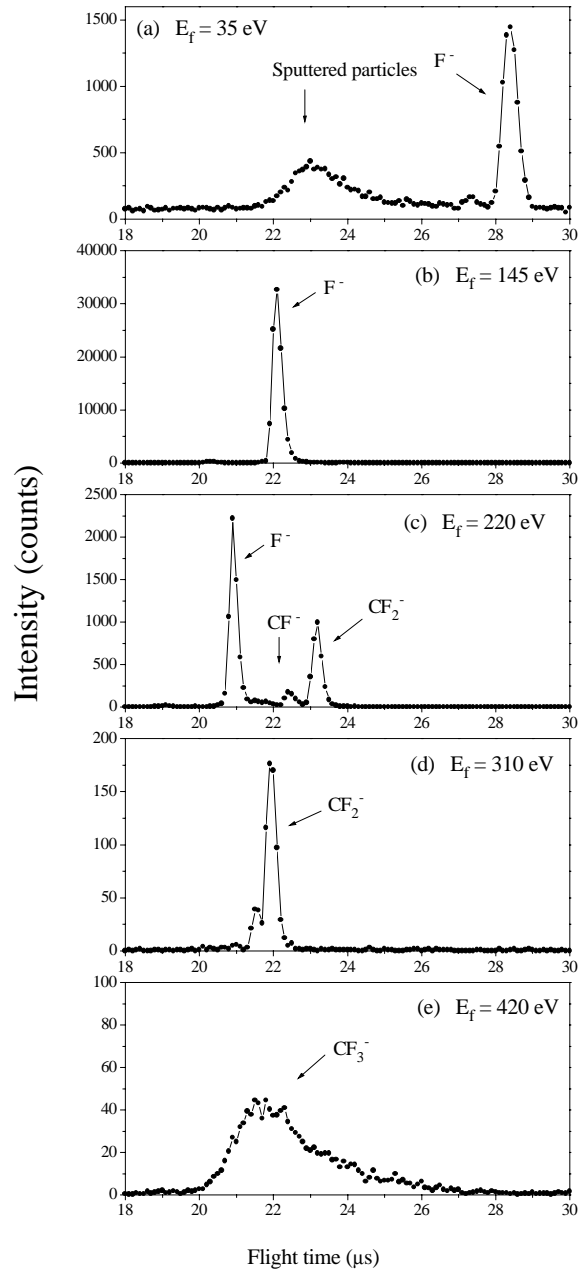 (a) E_f = 35 eV
Sputtered particles
F⁻
1500
1000
500
0
18 20 22 24 26 28 30
(b) E_f = 145 eV
F⁻
40000
30000
20000
10000
0
18 20 22 24 26 28 30
(c) E_f = 220 eV
F⁻
CF⁻
CF₂⁻
2500
2000
1500
1000
500
0
18 20 22 24 26 28 30
(d) E_f = 310 eV
CF₂⁻
200
150
100
50
0
18 20 22 24 26 28 30
(e) E_f = 420 eV
CF₃⁻
100
80
60
40
20
0
18 20 22 24 26 28 30
Intensity (counts)
Flight time (μs)